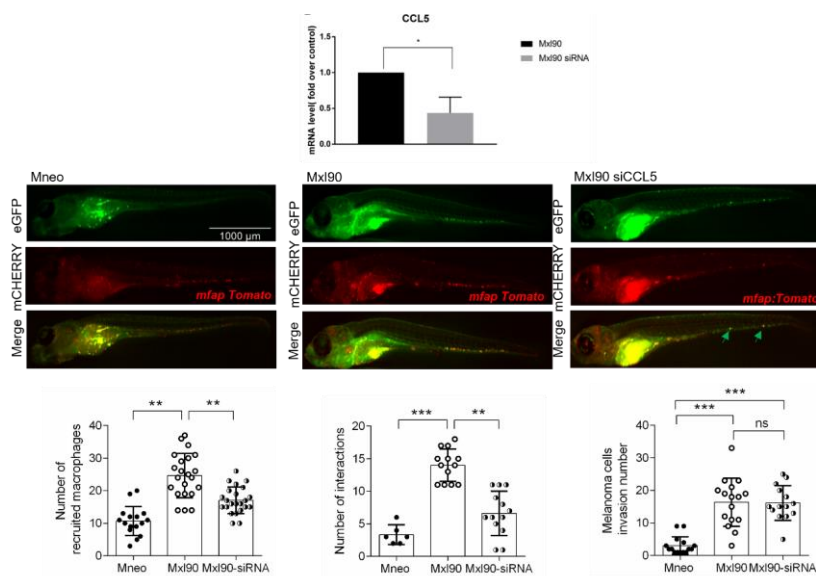 CCL5
mRNA level( fold over control)
1.5
1.0
0.5
0.0
*
Mxl90
Mxl90 siRNA
Mneo
Mxl90
Mxl90 siCCL5
eGFP
1000 µm
eGFP
eGFP
mCHERRY
mfap Tomato
mCHERRY
mfap Tomato
mCHERRY
mfap:Tomato
Merge
Merge
Merge
Number of
recruited macrophages
40
30
20
10
0
**
**
Mneo
Mxl90
Mxl90-siRNA
Number of interactions
20
15
10
5
0
***
**
Mneo
Mxl90
Mxl90-siRNA
Melanoma cells
invasion number
40
30
20
10
0
***
***
ns
Mneo
Mxl90
Mxl90-siRNA